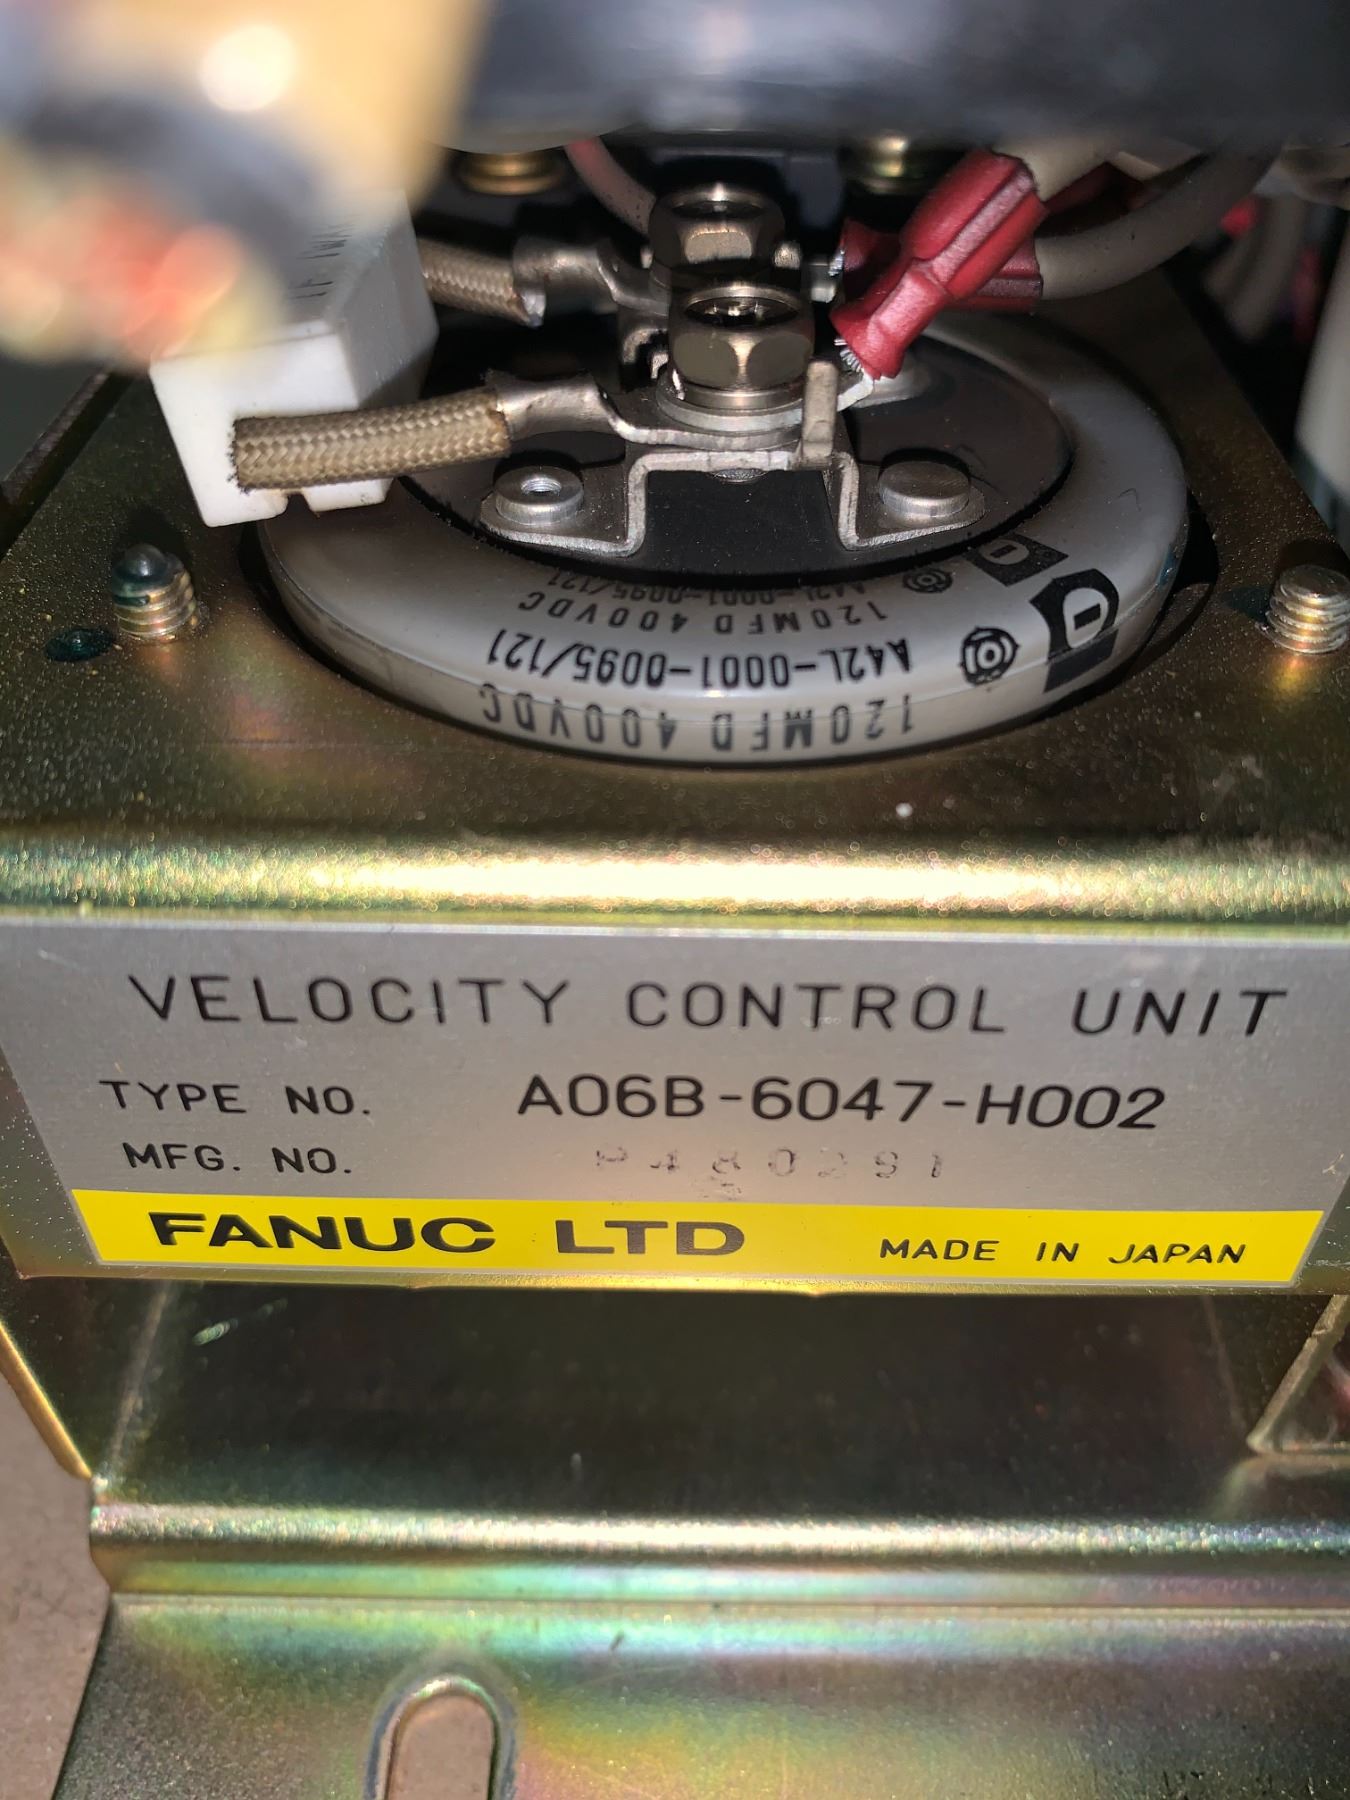 A42L-0001-0095/121
120MFD 400VDC
A42L-0001-0095/121
120MFD 400VDC
VELOCITY CONTROL UNIT
TYPE NO. A06B-6047-H002
MFG. NO.
FANUC LTD MADE IN JAPAN